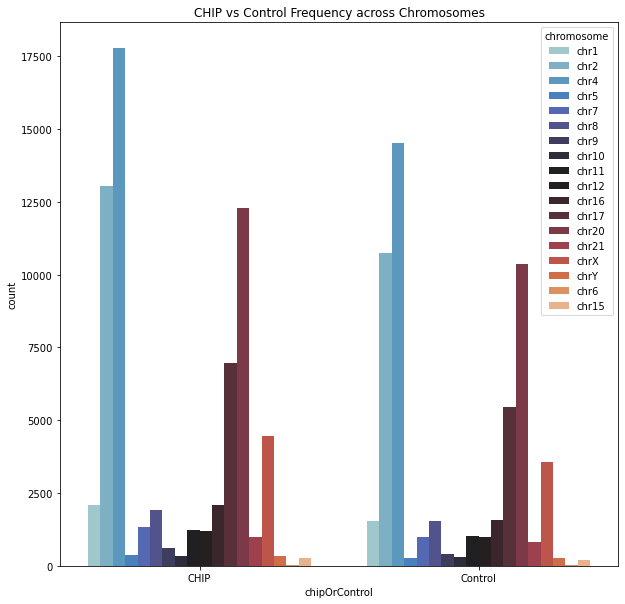 CHIP vs Control Frequency across Chromosomes
chromosome
chr1
chr2
chr4
chr5
chr7
chr8
chr9
chr10
chr11
chr12
chr16
chr17
chr20
chr21
chrX
chrY
chr6
chr15
count
17500
15000
12500
10000
7500
5000
2500
0
CHIP
Control
chipOrControl